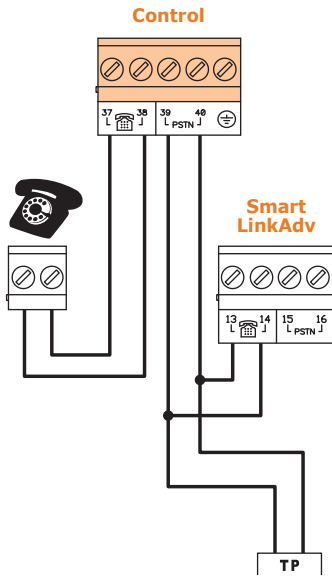 Control
37 38 39 40
PSTN
Smart
LinkAdv
13 14 15 16
PSTN
TP